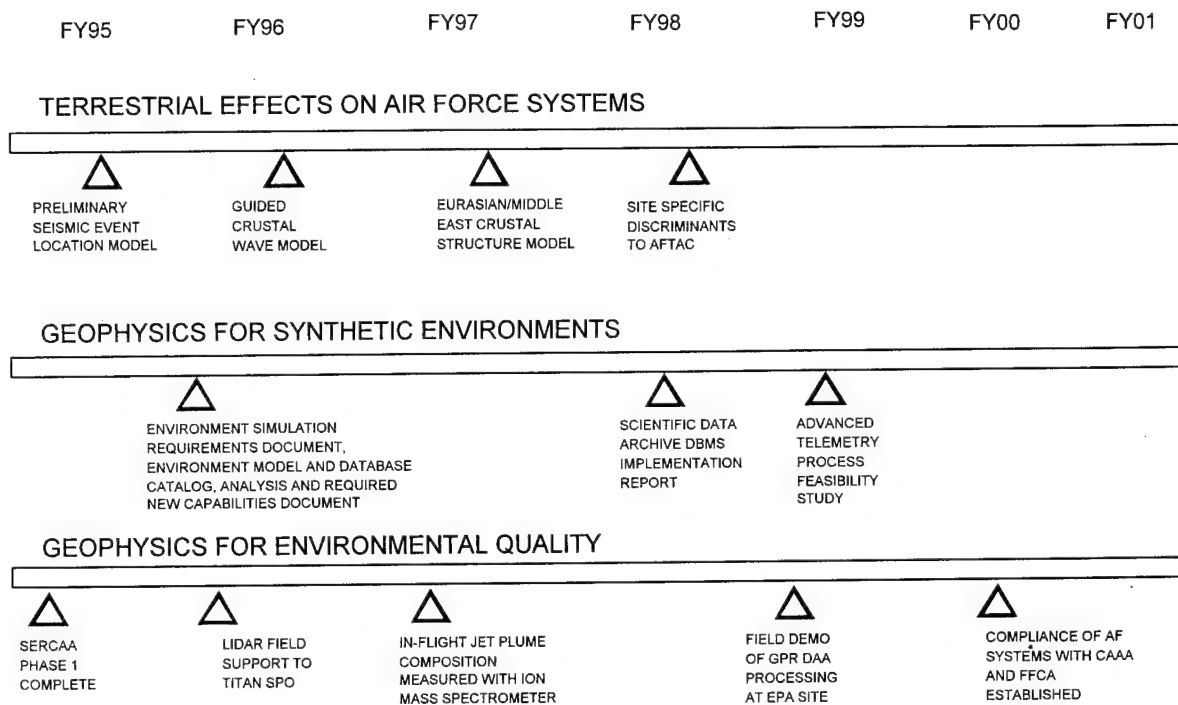 FY95 FY96 FY97 FY98 FY99 FY00 FY01
TERRESTRIAL EFFECTS ON AIR FORCE SYSTEMS
PRELIMINARY
SEISMIC EVENT
LOCATION MODEL
GUIDED
CRUSTAL
WAVE MODEL
EURASIAN/MIDDLE
EAST CRUSTAL
STRUCTURE MODEL
SITE SPECIFIC
DISCRIMINANTS
TO AFTAC
GEOPHYSICS FOR SYNTHETIC ENVIRONMENTS
ENVIRONMENT SIMULATION
REQUIREMENTS DOCUMENT,
ENVIRONMENT MODEL AND DATABASE
CATALOG, ANALYSIS AND REQUIRED
NEW CAPABILITIES DOCUMENT
SCIENTIFIC DATA
ARCHIVE DBMS
IMPLEMENTATION
REPORT
ADVANCED
TELEMETRY
PROCESS
FEASIBILITY
STUDY
GEOPHYSICS FOR ENVIRONMENTAL QUALITY
SERCAA
PHASE 1
COMPLETE
LIDAR FIELD
SUPPORT TO
TITAN SPO
IN-FLIGHT JET PLUME
COMPOSITION
MEASURED WITH ION
MASS SPECTROMETER
FIELD DEMO
OF GPR DAA
PROCESSING
AT EPA SITE
COMPLIANCE OF AF
SYSTEMS WITH CAAA
AND FFCA
ESTABLISHED